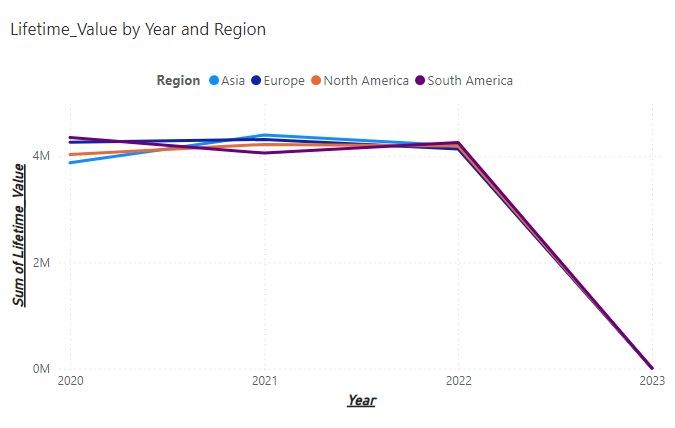 Lifetime_Value by Year and Region
Region Asia Europe North America South America
Sum of Lifetime_Value
4M
2M
0M
2020 2021 2022 2023
Year